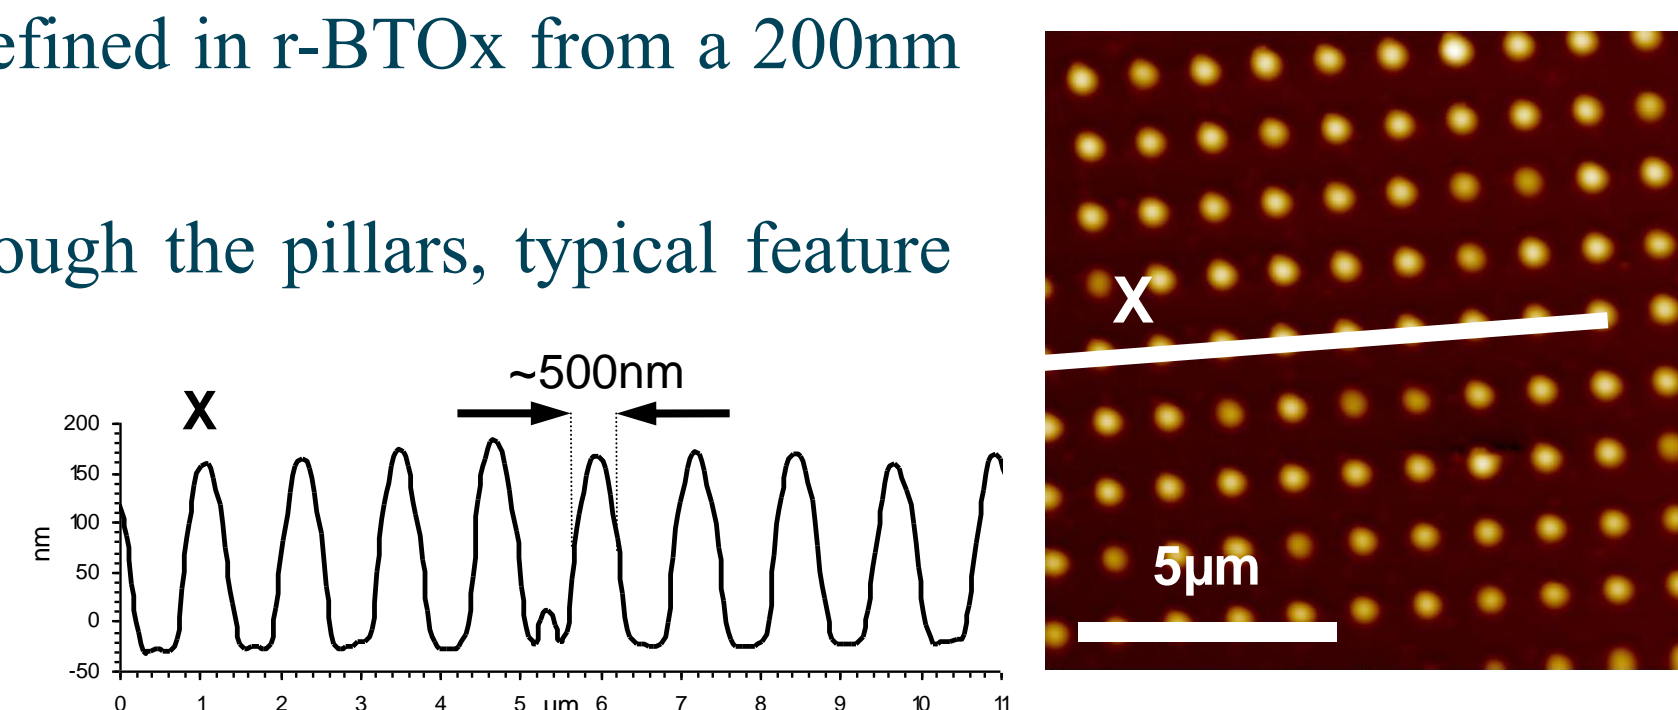 efined in r-BTOx from a 200nm
ough the pillars, typical feature
~500nm
X
200
150
100
50
0
-50
nm
0 1 2 3 4 5 um 6 7 8 9 10 11
X
5µm